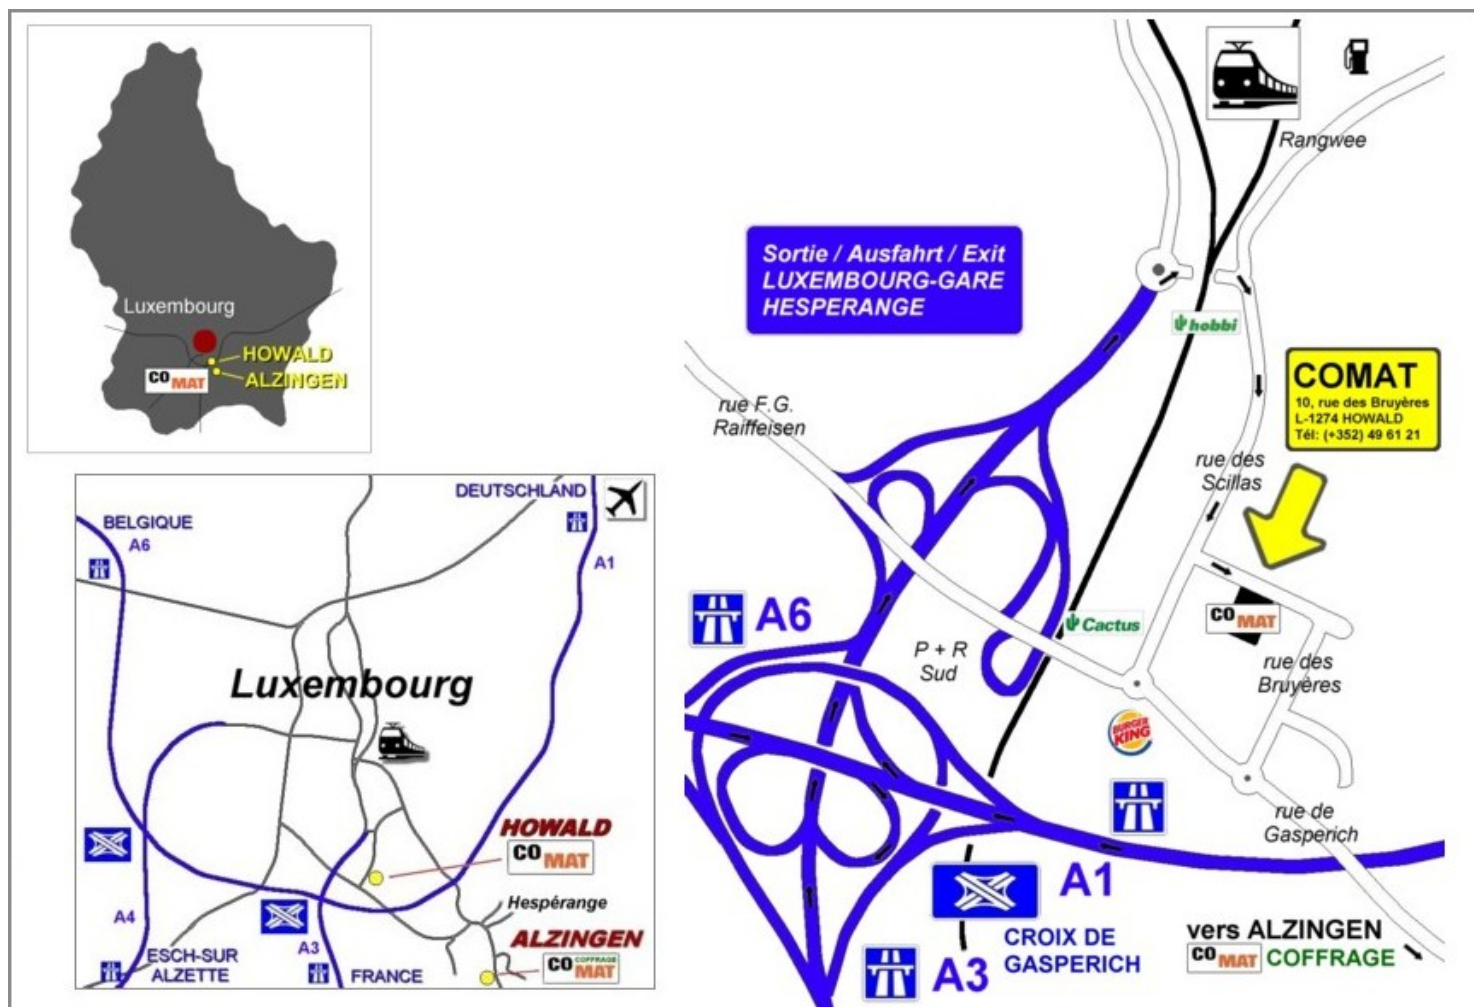 Luxembourg
HOWALD
ALZINGEN
CO MAT
DEUTSCHLAND
BELGIQUE
A6
A1
Luxembourg
HOWALD
CO MAT
Hespérange
ALZINGEN
CO COFFRAGE MAT
A4
A3
ESCH-SUR
ALZETTE
FRANCE
Rangwee
Sortie / Ausfahrt / Exit
LUXEMBOURG-GARE
HESPERANGE
hobbi
COMAT
10, rue des Bruyères
L-1274 HOWALD
Tél: (+352) 49 61 21
rue F.G.
Raiffeisen
rue des
Scillas
A6
CO MAT
Cactus
P + R
Sud
rue des
Bruyères
BURGER
KING
rue de
Gasperich
A1
CROIX DE
GASPERICH
A3
vers ALZINGEN
CO MAT COFFRAGE